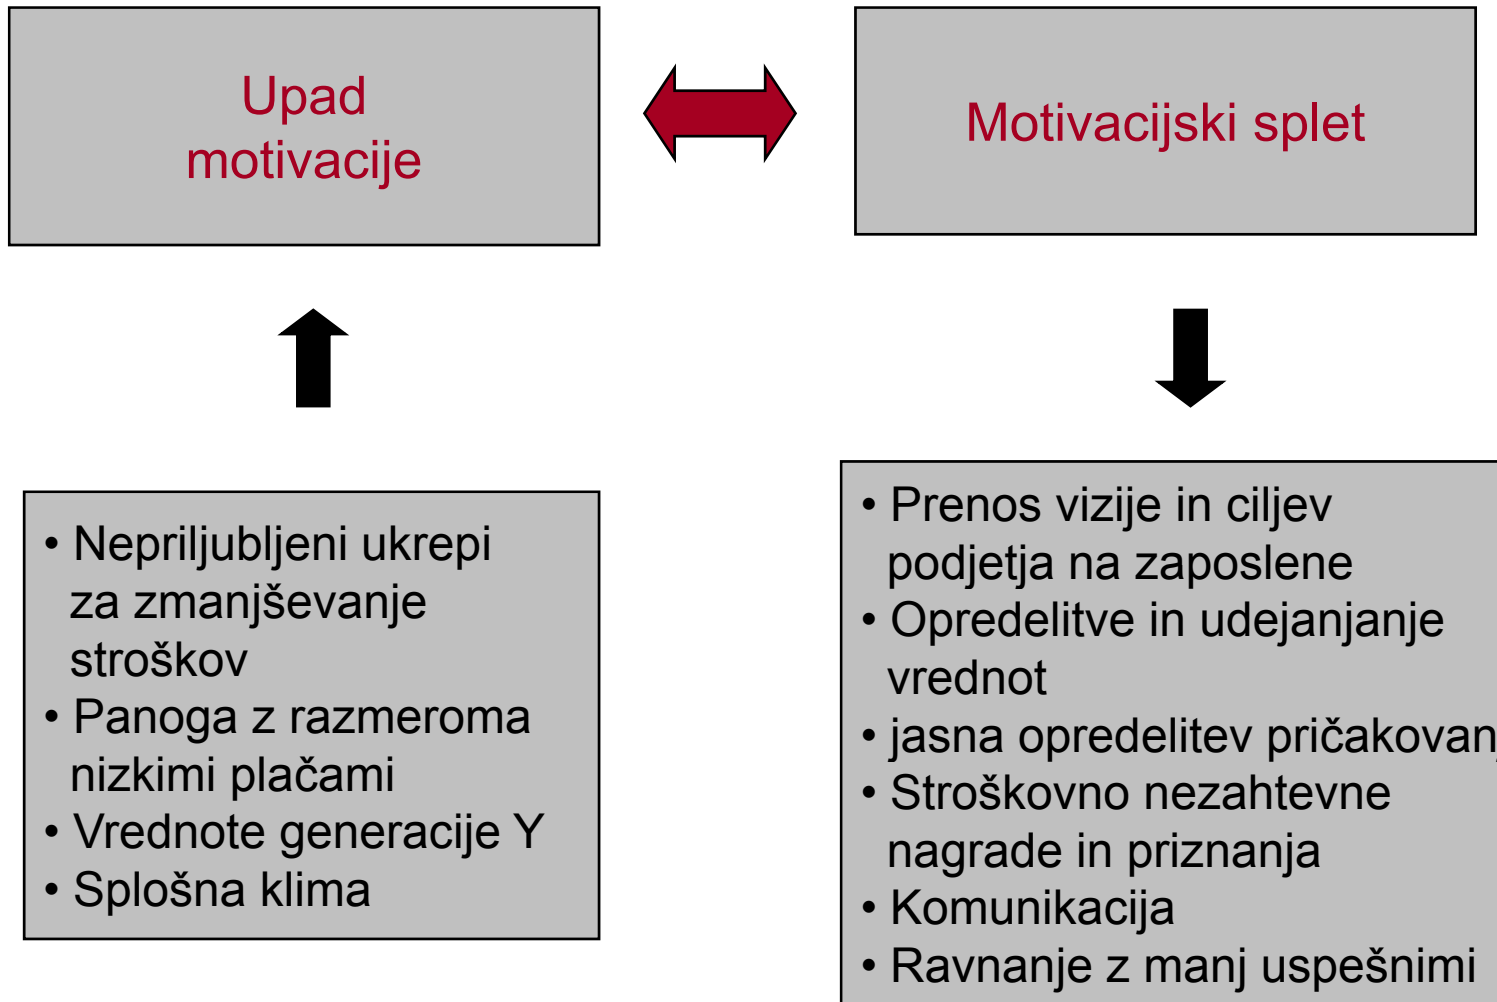 Upad
motivacije
Motivacijski splet
• Nepriljubljeni ukrepi
za zmanjševanje
stroškov
• Panoga z razmeroma
nizkimi plačami
• Vrednote generacije Y
• Splošna klima
• Prenos vizije in ciljev
podjetja na zaposlene
• Opredelitve in udejanjanje
vrednot
• jasna opredelitev pričakovanj
• Stroškovno nezahtevne
nagrade in priznanja
• Komunikacija
• Ravnanje z manj uspešnimi